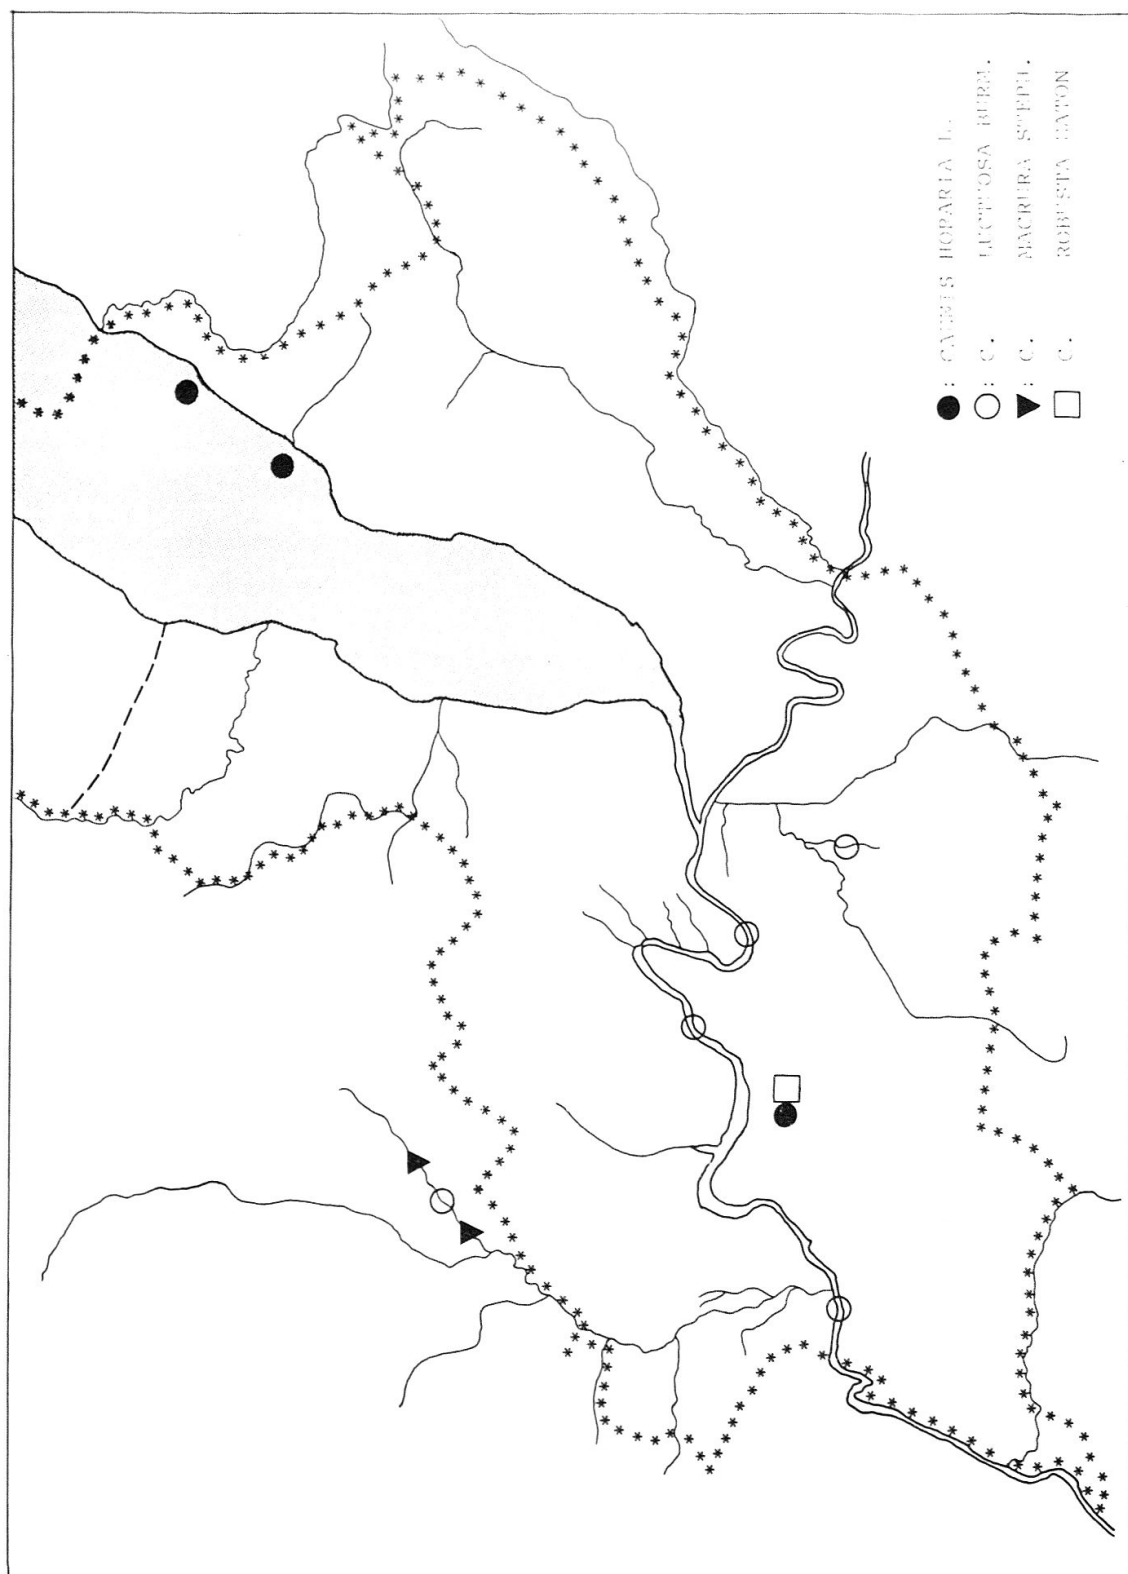 ●: CAENIS HORARIA L.
○: C. LUCTUOSA BURM.
▼: C. MACRURA STEPH.
□ C. ROBUSTA EATON